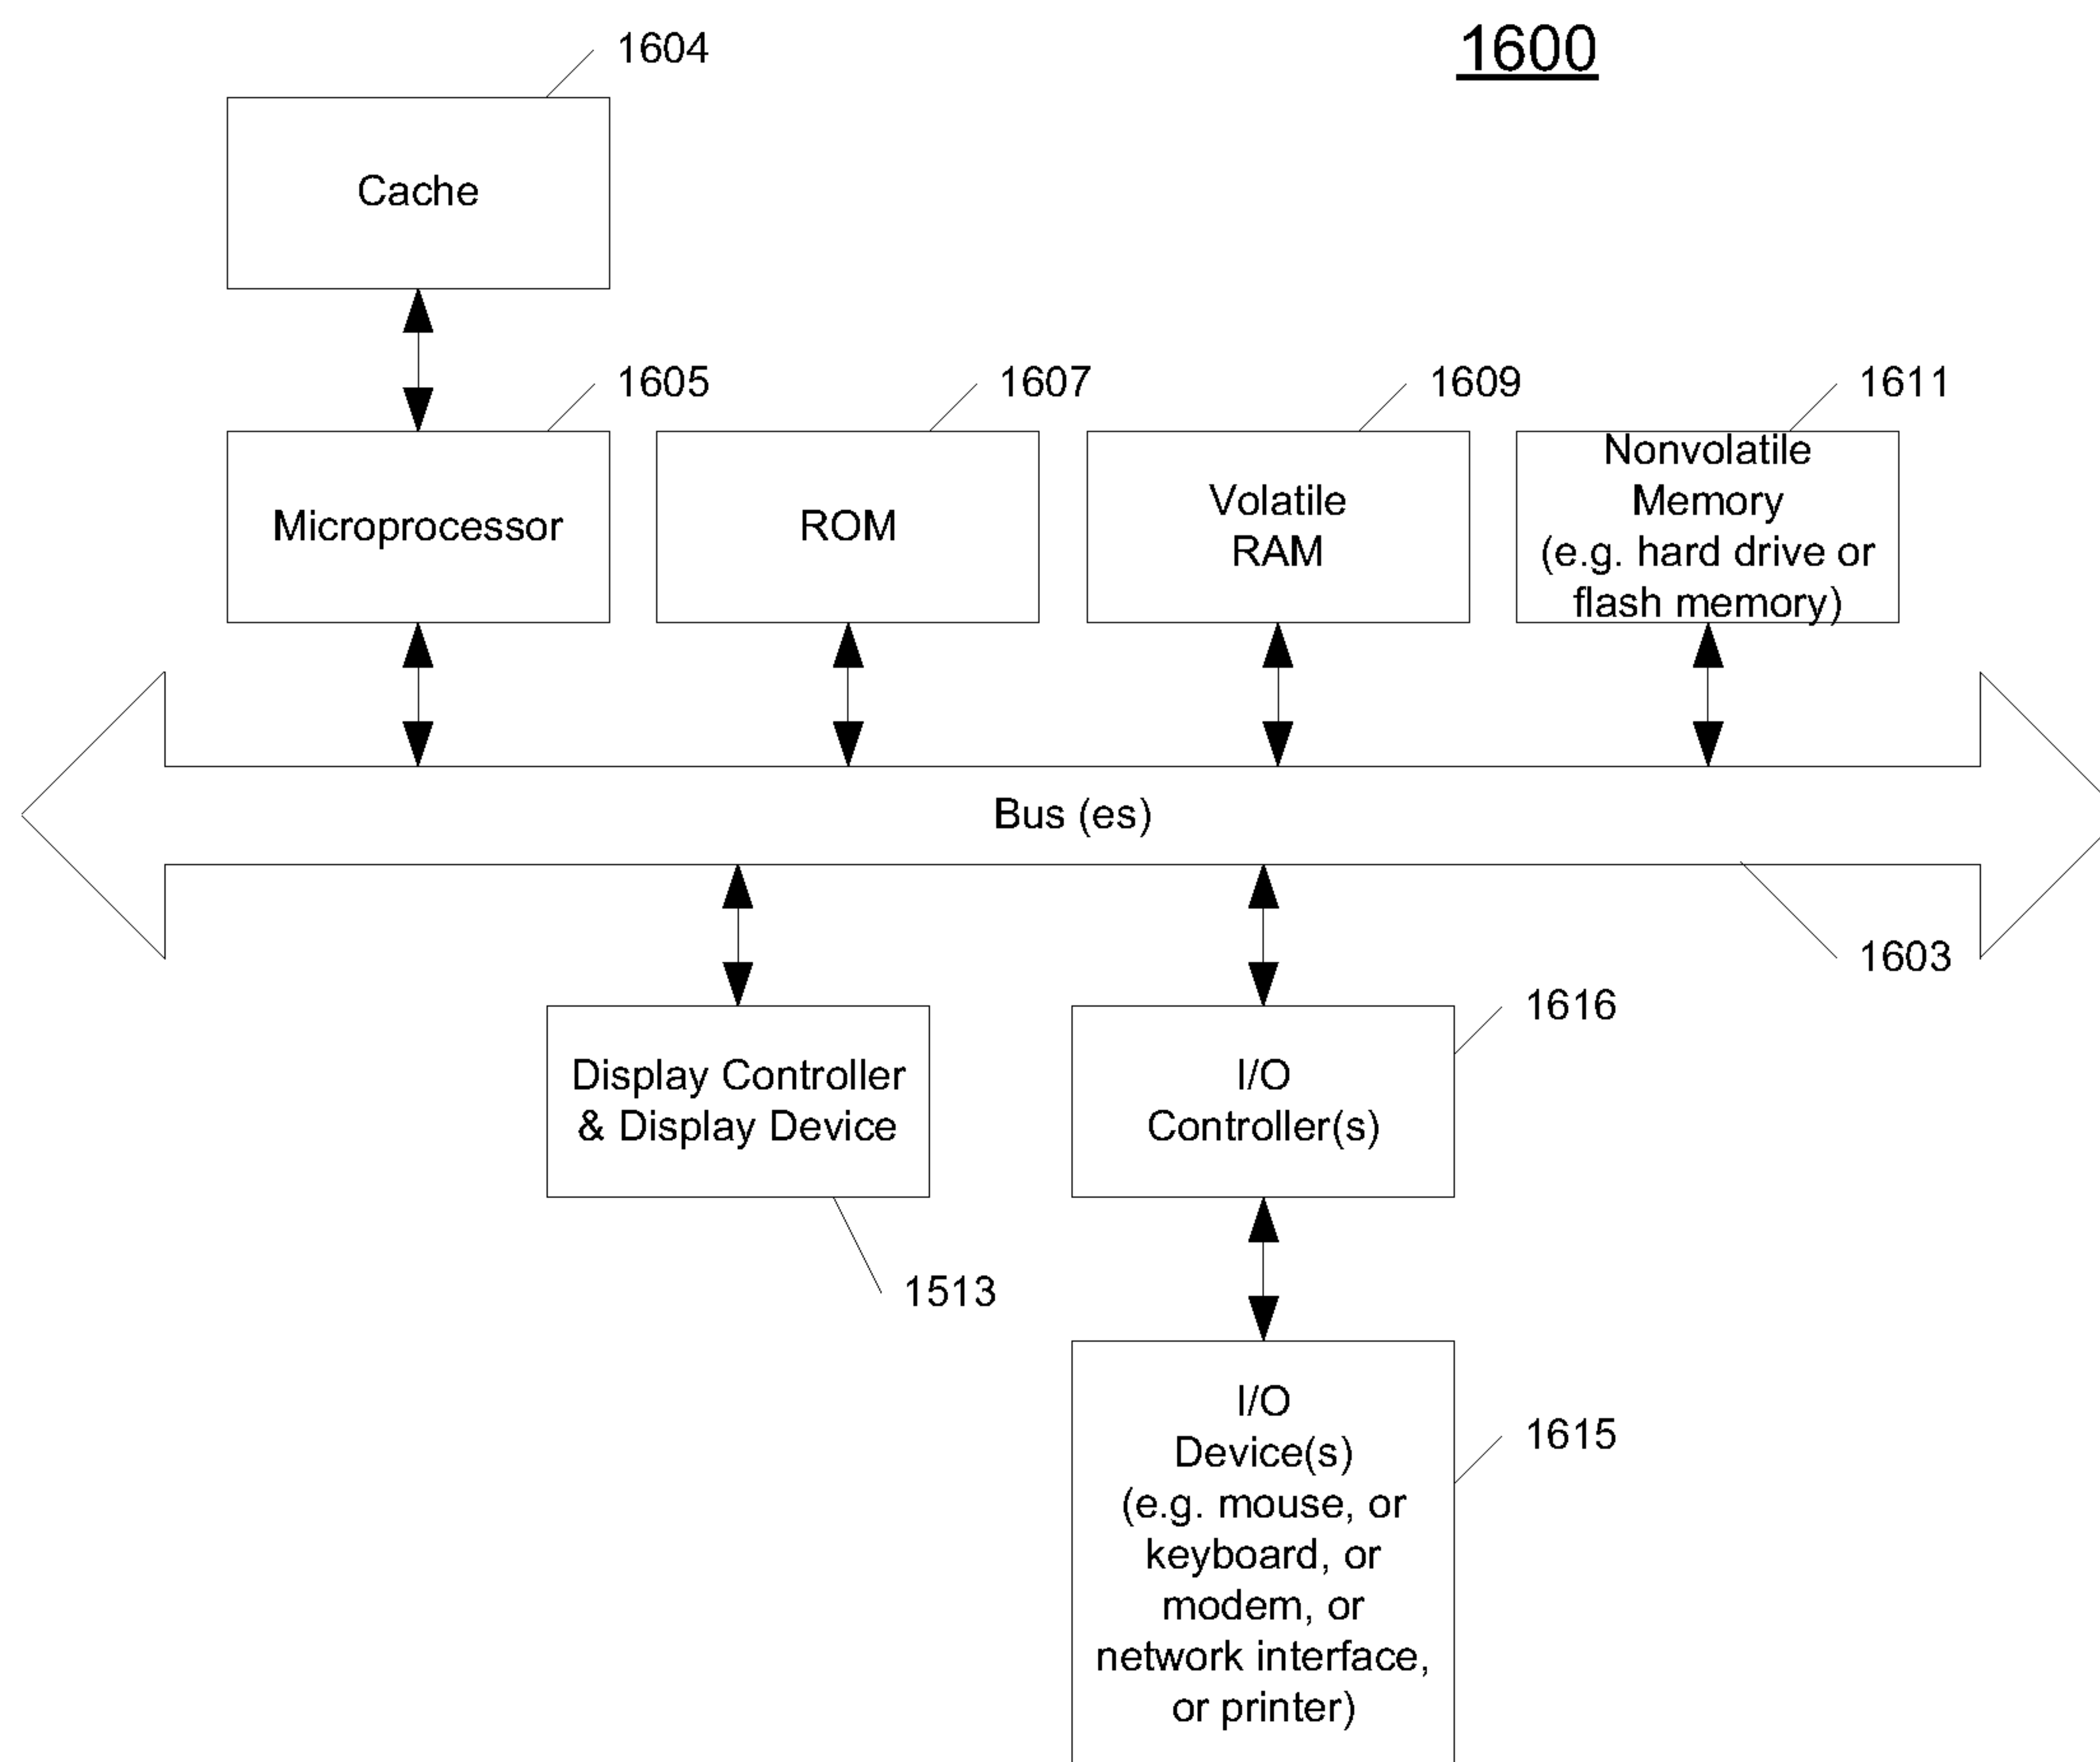 1600
1604
Cache
1605
1607
1609
1611
Microprocessor
ROM
Volatile
RAM
Nonvolatile
Memory
(e.g. hard drive or
flash memory)
Bus (es)
1603
Display Controller
& Display Device
1513
1616
I/O
Controller(s)
1615
I/O
Device(s)
(e.g. mouse, or
keyboard, or
modem, or
network interface,
or printer)